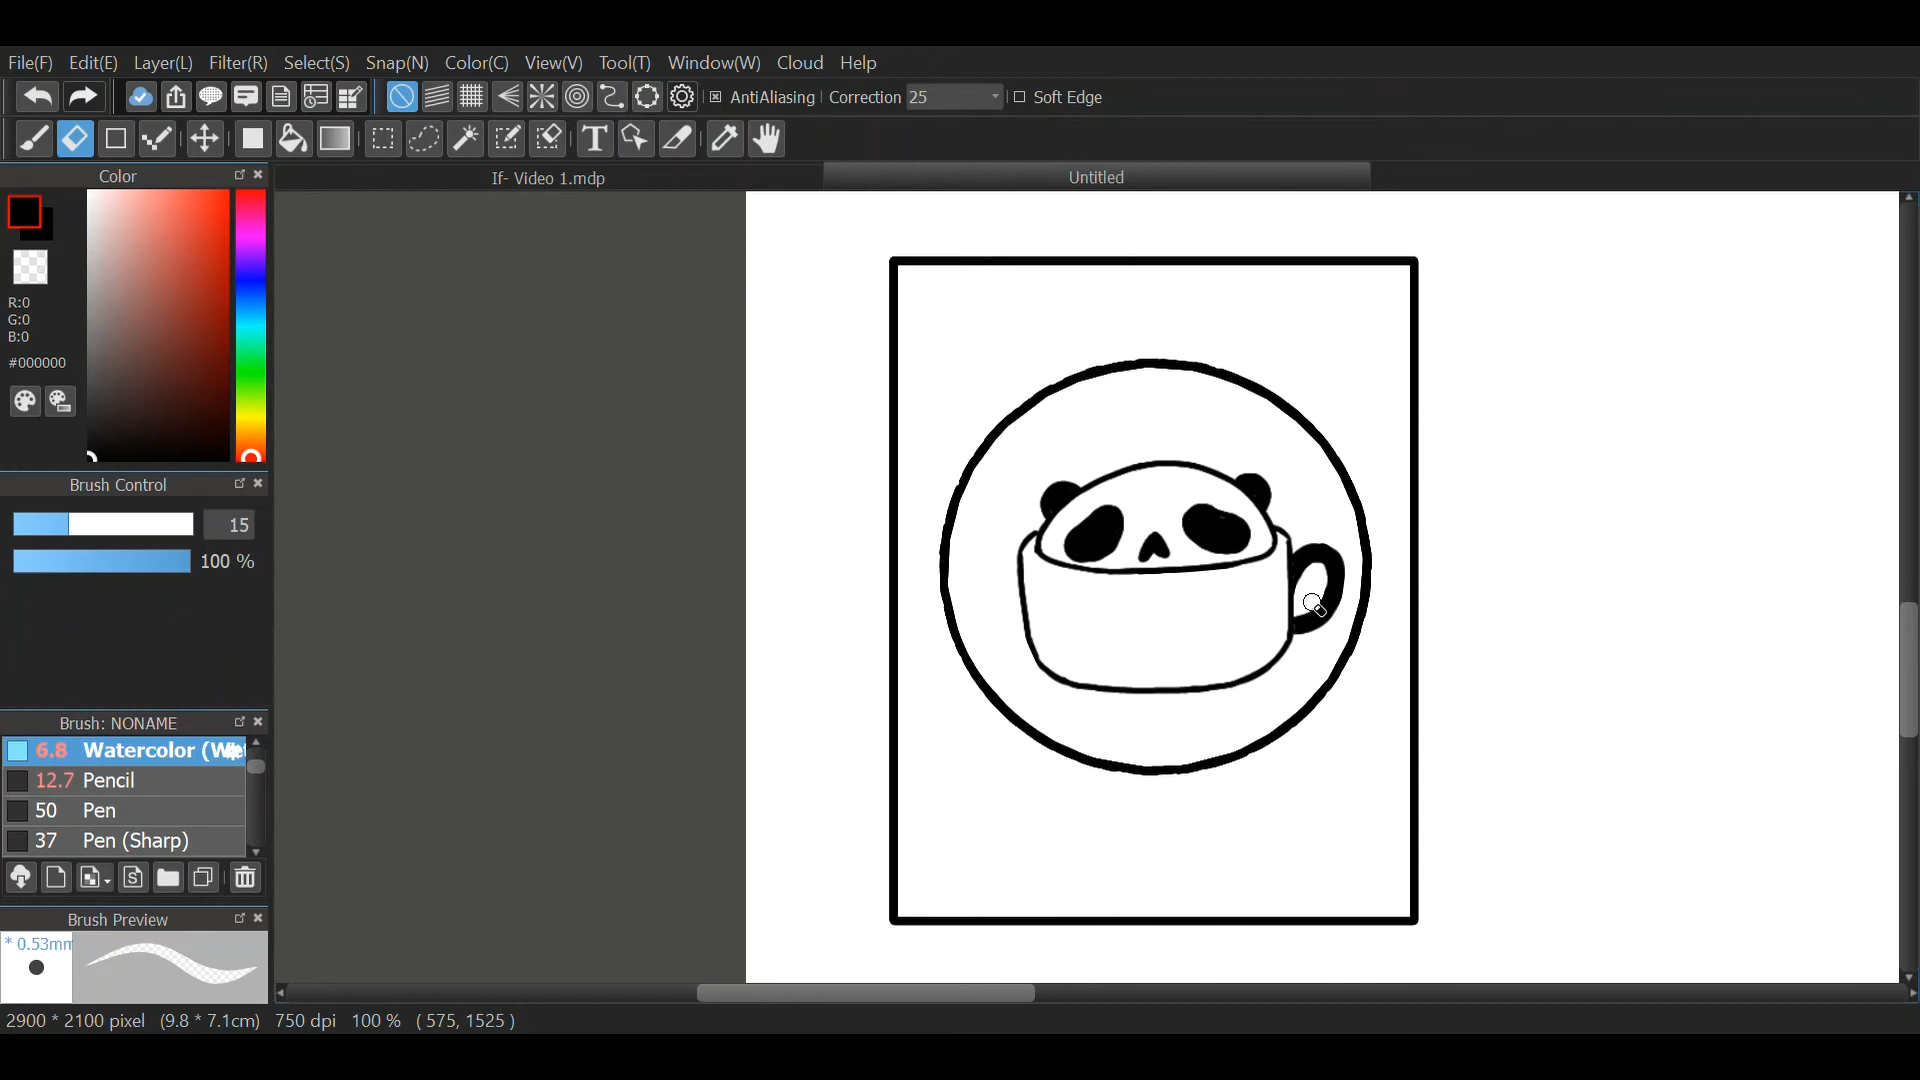 File(F) Edit(E) Layer(L) Filter(R) Select(S) Snap(N) Color(C) View(V) Tool(T) Window(W) Cloud Help
AntiAliasing Correction 25 Soft Edge
Color
If- Video 1.mdp
Untitled
R:0
G:0
B:0
#000000
Brush Control
15
100 %
Brush: NONAME
6.8 Watercolor (Wet
12.7 Pencil
50 Pen
37 Pen (Sharp)
Brush Preview
* 0.53mm
2900 * 2100 pixel (9.8 * 7.1cm) 750 dpi 100 % ( 575, 1525 )